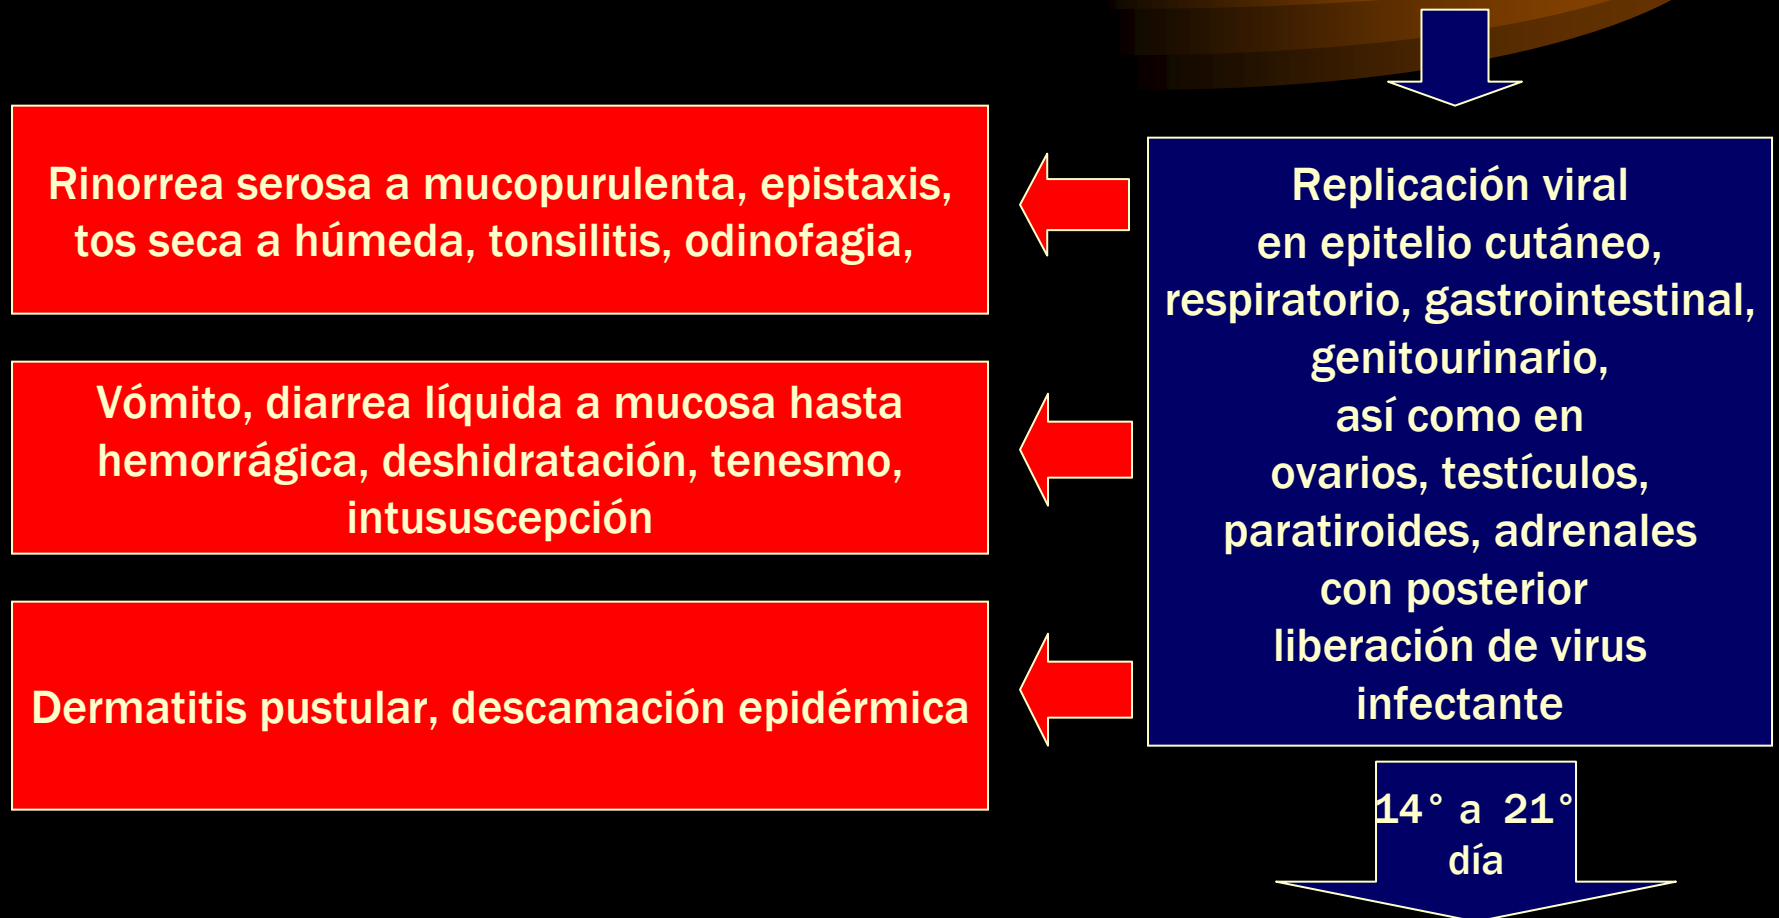 Rinorrea serosa a mucopurulenta, epistaxis,
tos seca a húmeda, tonsilitis, odinofagia,
Vómito, diarrea líquida a mucosa hasta
hemorrágica, deshidratación, tenesmo,
intususcepción
Dermatitis pustular, descamación epidérmica
Replicación viral
en epitelio cutáneo,
respiratorio, gastrointestinal,
genitourinario,
así como en
ovarios, testículos,
paratiroides, adrenales
con posterior
liberación de virus
infectante
14° a 21°
día